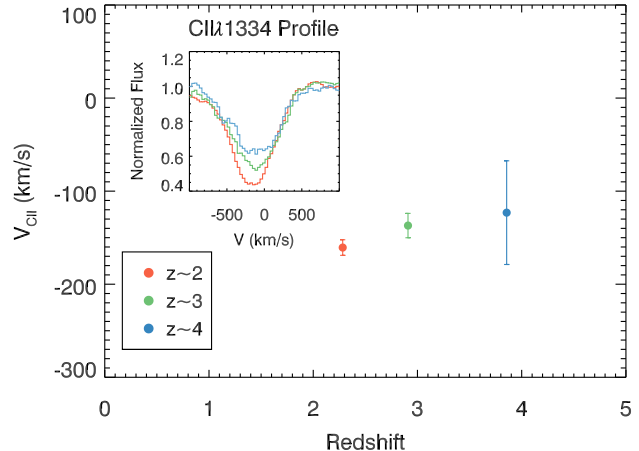 CIIλ1334 Profile
Normalized Flux
1.2
1.0
0.8
0.6
0.4
-500 0 500
V (km/s)
V_CII (km/s)
100
0
-100
-200
-300
z~2
z~3
z~4
0 1 2 3 4 5
Redshift